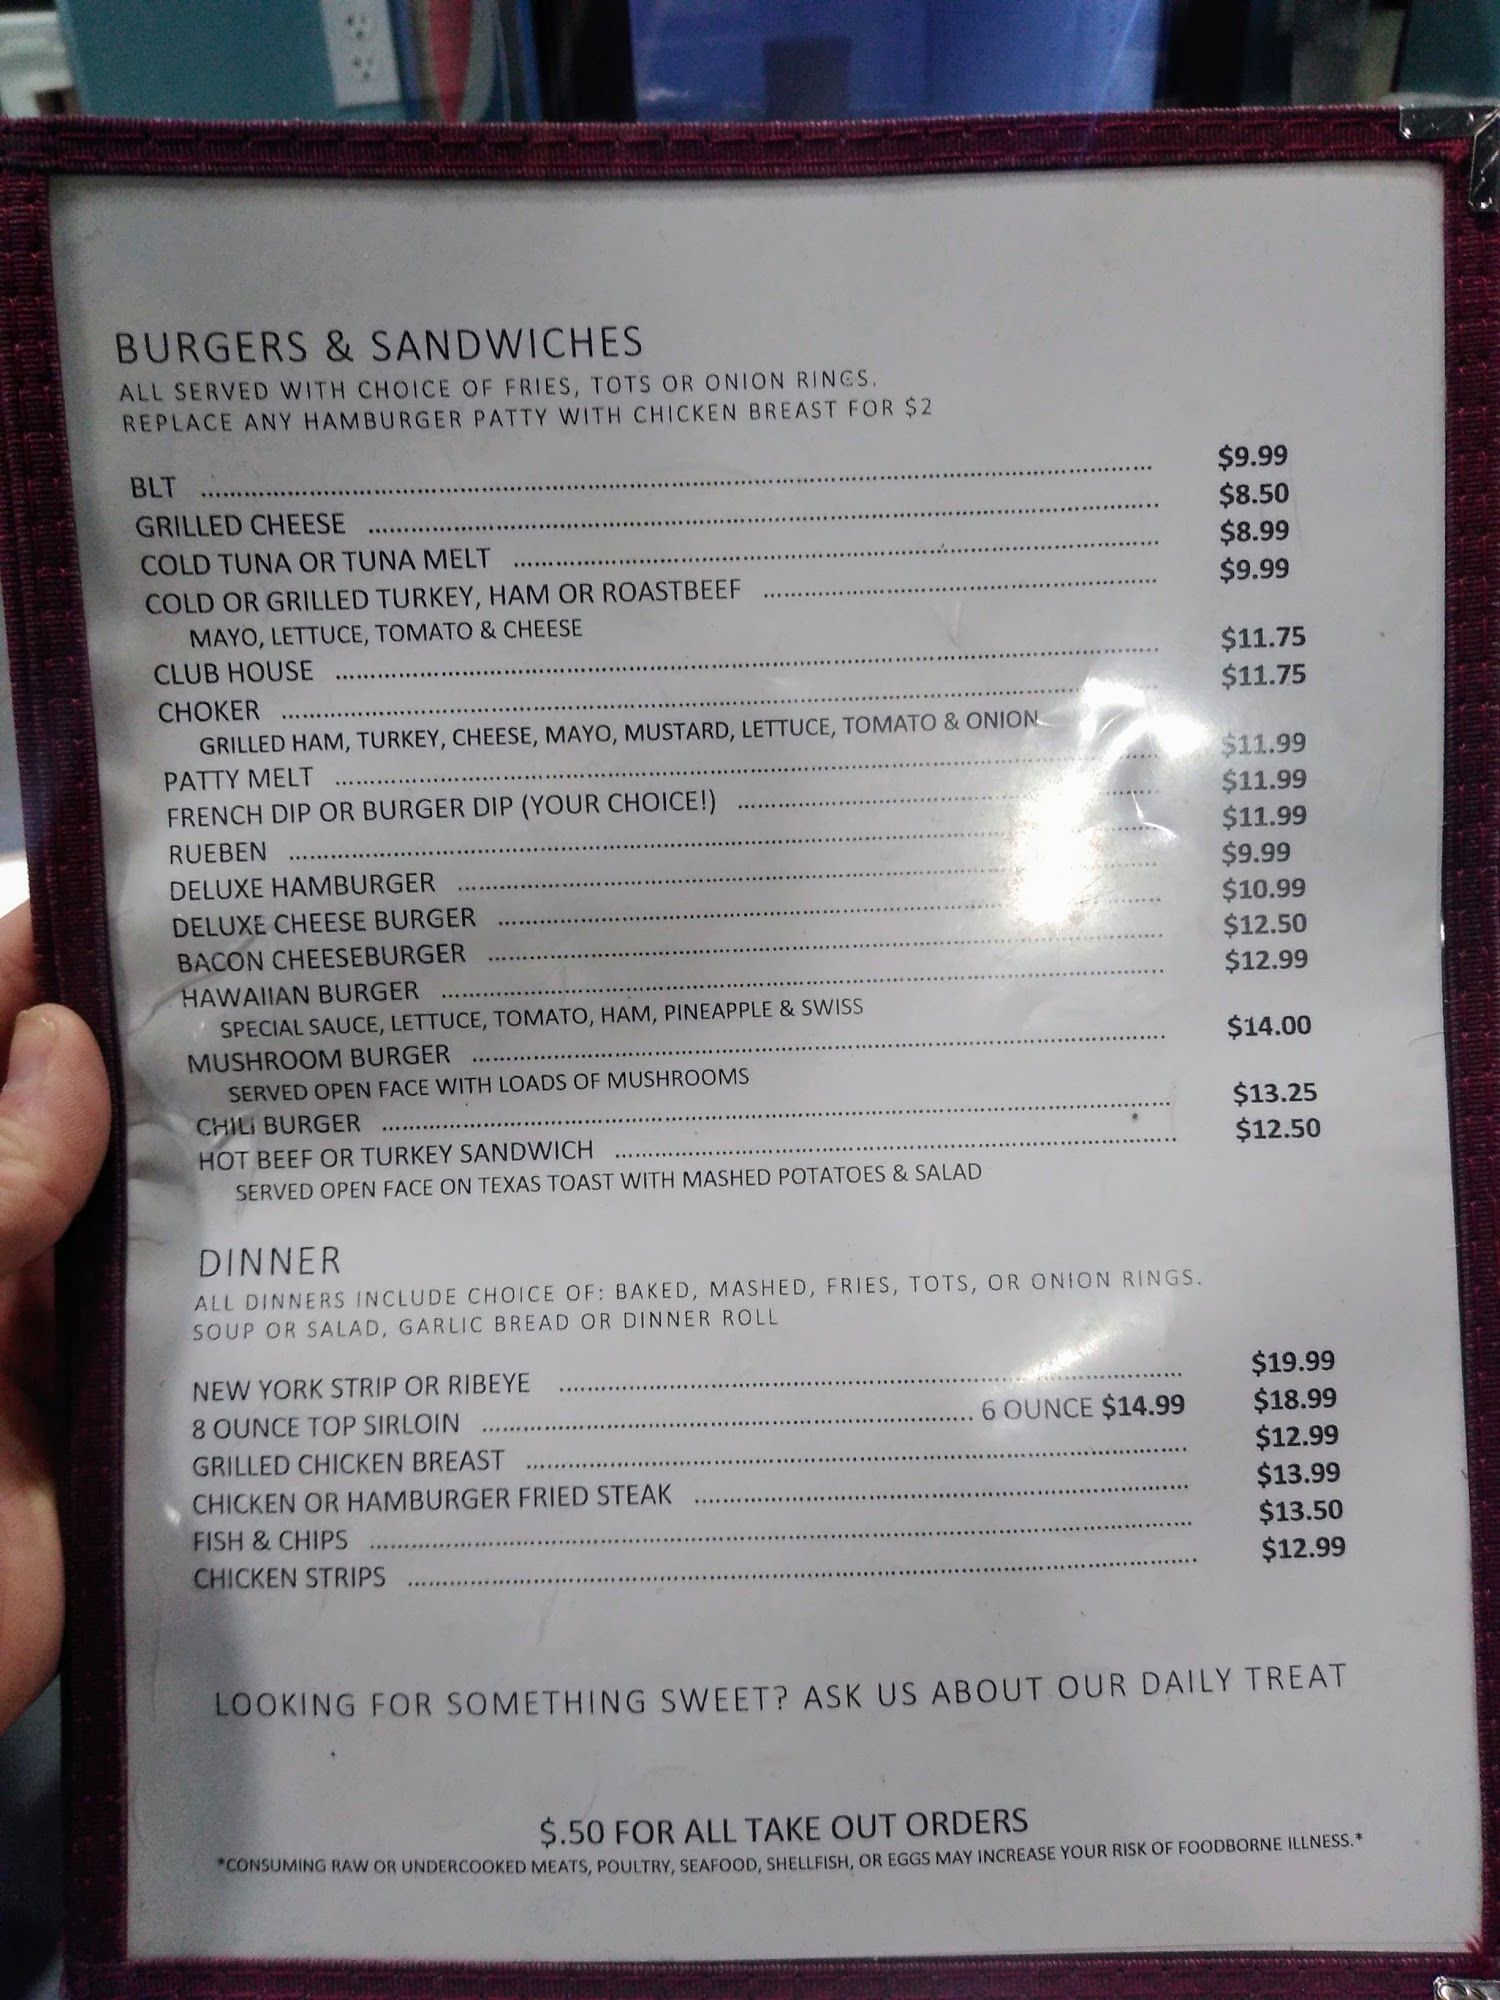 BURGERS & SANDWICHES
ALL SERVED WITH CHOICE OF FRIES, TOTS OR ONION RINGS.
REPLACE ANY HAMBURGER PATTY WITH CHICKEN BREAST FOR $2
BLT ........ $9.99
GRILLED CHEESE ........ $8.50
COLD TUNA OR TUNA MELT ........ $8.99
COLD OR GRILLED TURKEY, HAM OR ROASTBEEF ........ $9.99
MAYO, LETTUCE, TOMATO & CHEESE
CLUB HOUSE ........ $11.75
CHOKER ........ $11.75
GRILLED HAM, TURKEY, CHEESE, MAYO, MUSTARD, LETTUCE, TOMATO & ONION
PATTY MELT ........ $11.99
FRENCH DIP OR BURGER DIP (YOUR CHOICE!) ........ $11.99
RUEBEN ........ $11.99
DELUXE HAMBURGER ........ $9.99
DELUXE CHEESE BURGER ........ $10.99
BACON CHEESEBURGER ........ $12.50
HAWAIIAN BURGER ........ $12.99
SPECIAL SAUCE, LETTUCE, TOMATO, HAM, PINEAPPLE & SWISS
MUSHROOM BURGER ........ $14.00
SERVED OPEN FACE WITH LOADS OF MUSHROOMS
CHILI BURGER ........ $13.25
HOT BEEF OR TURKEY SANDWICH ........ $12.50
SERVED OPEN FACE ON TEXAS TOAST WITH MASHED POTATOES & SALAD
DINNER
ALL DINNERS INCLUDE CHOICE OF: BAKED, MASHED, FRIES, TOTS, OR ONION RINGS.
SOUP OR SALAD, GARLIC BREAD OR DINNER ROLL
NEW YORK STRIP OR RIBEYE ........ $19.99
8 OUNCE TOP SIRLOIN ........ 6 OUNCE $14.99 $18.99
GRILLED CHICKEN BREAST ........ $12.99
CHICKEN OR HAMBURGER FRIED STEAK ........ $13.99
FISH & CHIPS ........ $13.50
CHICKEN STRIPS ........ $12.99
LOOKING FOR SOMETHING SWEET? ASK US ABOUT OUR DAILY TREAT
$.50 FOR ALL TAKE OUT ORDERS
*CONSUMING RAW OR UNDERCOOKED MEATS, POULTRY, SEAFOOD, SHELLFISH, OR EGGS MAY INCREASE YOUR RISK OF FOODBORNE ILLNESS.*